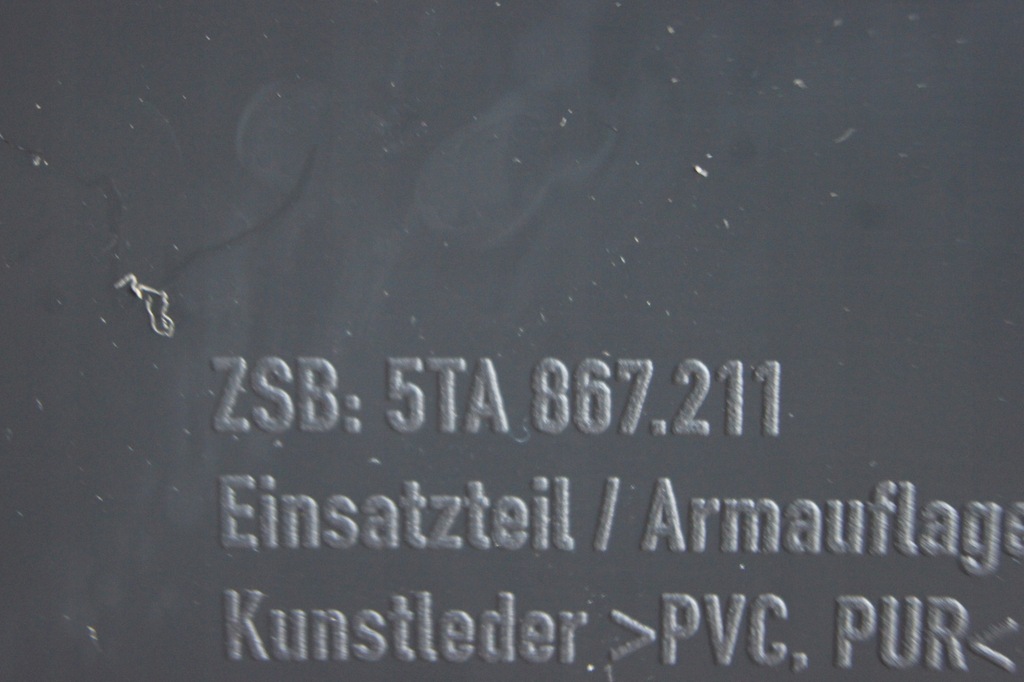 ZSB: 5TA 867.211
Einsatzteil / Armauflage
Kunstleder >PVC, PUR<